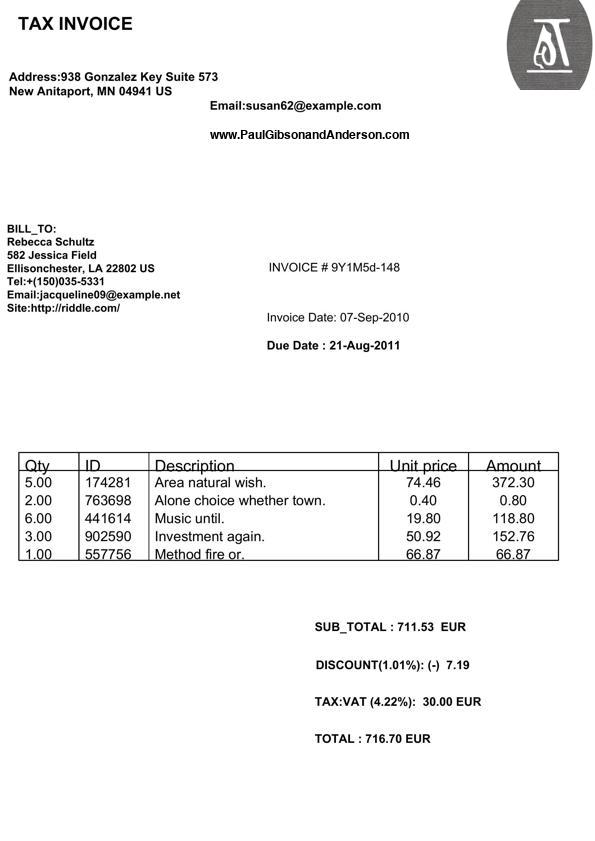 TAX INVOICE
Address:938 Gonzalez Key Suite 573
New Anitaport, MN 04941 US
Email:susan62@example.com
www.PaulGibsonandAnderson.com
BILL_TO:
Rebecca Schultz
582 Jessica Field
Ellisonchester, LA 22802 US
Tel:+(150)035-5331
Email:jacqueline09@example.net
Site:http://riddle.com/
INVOICE # 9Y1M5d-148
Invoice Date: 07-Sep-2010
Due Date : 21-Aug-2011
Qty ID Description Unit price Amount
5.00 174281 Area natural wish. 74.46 372.30
2.00 763698 Alone choice whether town. 0.40 0.80
6.00 441614 Music until. 19.80 118.80
3.00 902590 Investment again. 50.92 152.76
1.00 557756 Method fire or. 66.87 66.87
SUB_TOTAL : 711.53 EUR
DISCOUNT(1.01%): (-) 7.19
TAX:VAT (4.22%): 30.00 EUR
TOTAL : 716.70 EUR